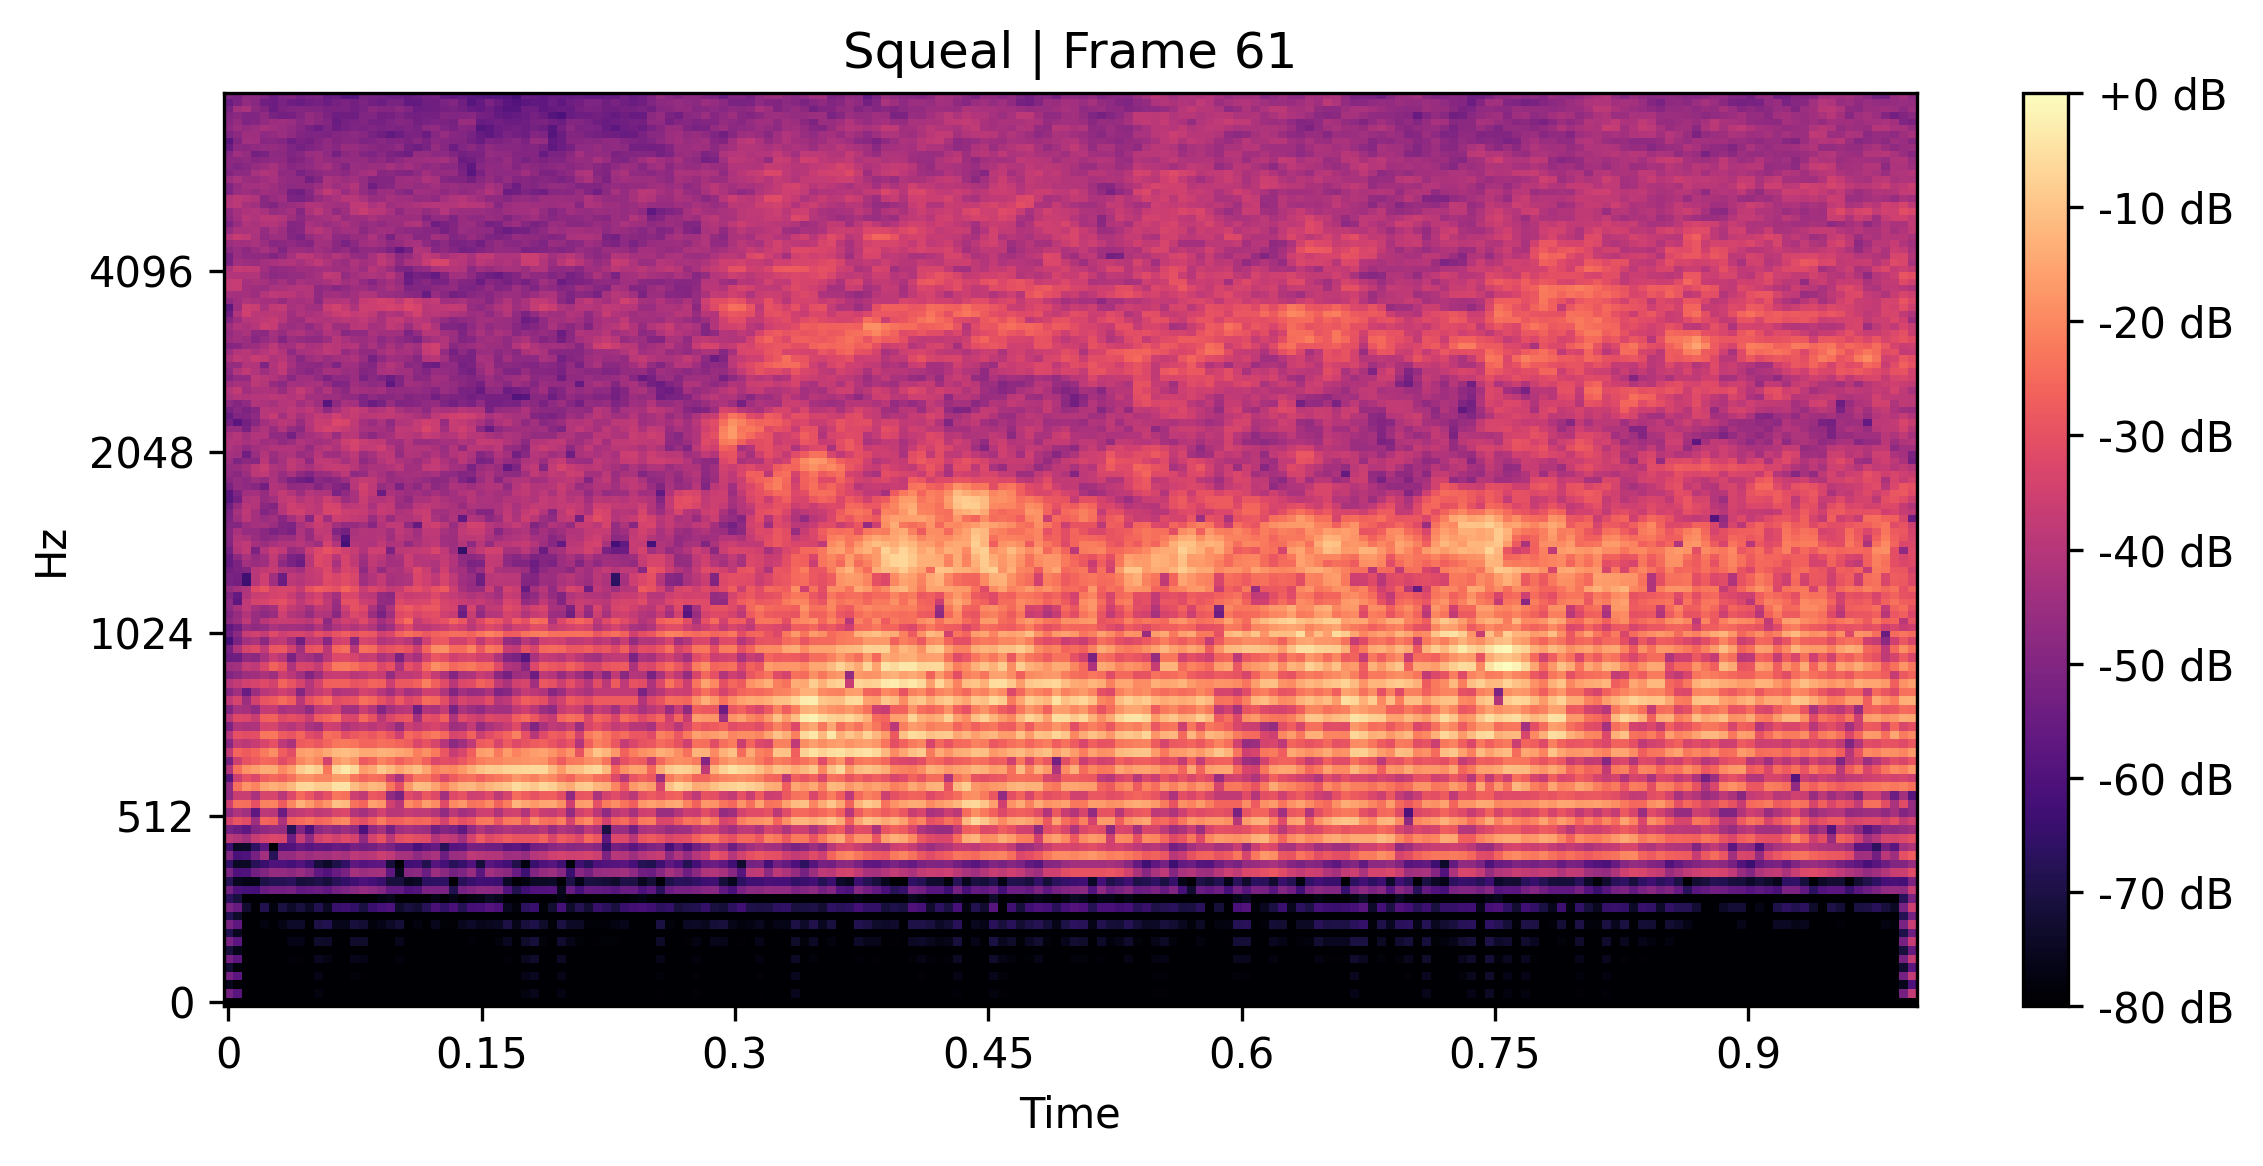 Squeal | Frame 61
+0 dB
-10 dB
-20 dB
-30 dB
-40 dB
-50 dB
-60 dB
-70 dB
-80 dB
4096
2048
1024
512
0
Hz
0 0.15 0.3 0.45 0.6 0.75 0.9
Time